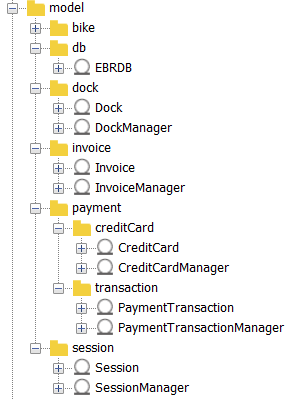 model
bike
db
EBRDB
dock
Dock
DockManager
invoice
Invoice
InvoiceManager
payment
creditCard
CreditCard
CreditCardManager
transaction
PaymentTransaction
PaymentTransactionManager
session
Session
SessionManager